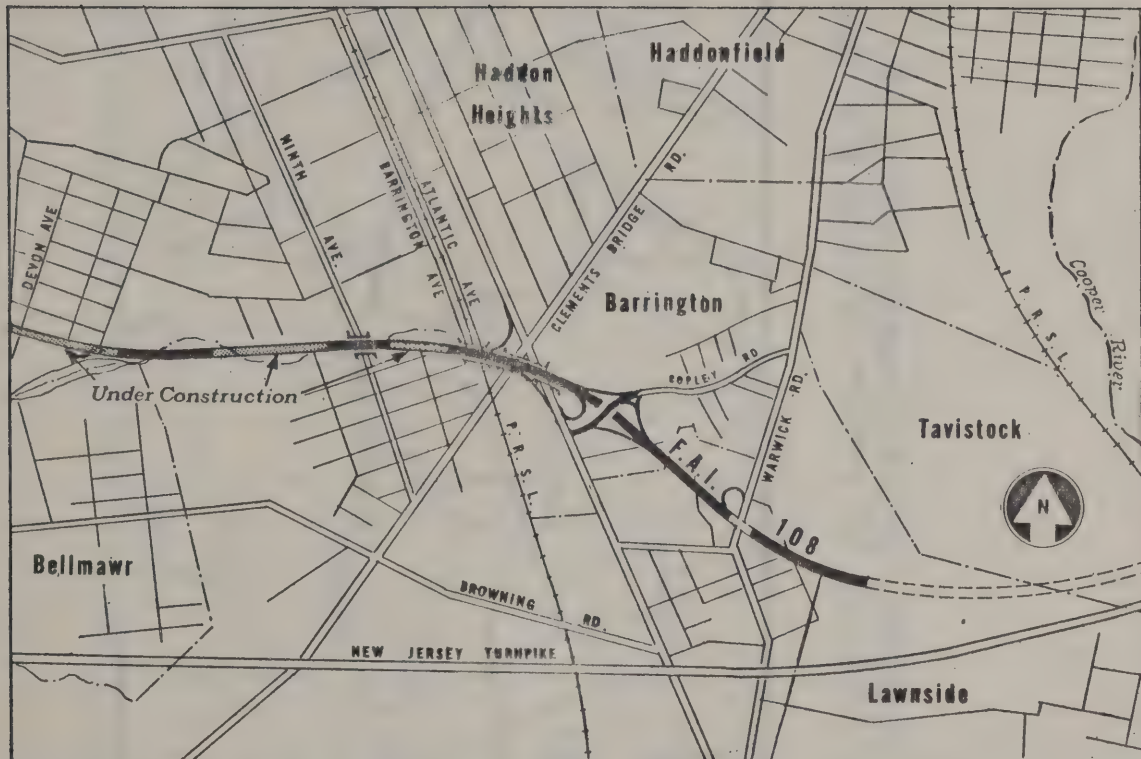 Haddonfield
Haddon
Heights
NINTH AVE.
BARRINGTON AVE
ATLANTIC AVE
CLEMENTS BRIDGE RD.
DEVON AVE
Barrington
COPLEY RD
Cooper River
P. R. S. L.
Under Construction
WARWICK RD.
Tavistock
P. R. S. L.
F. A. I. 108
N
Bellmawr
BROWNING RD.
NEW JERSEY TURNPIKE
Lawnside